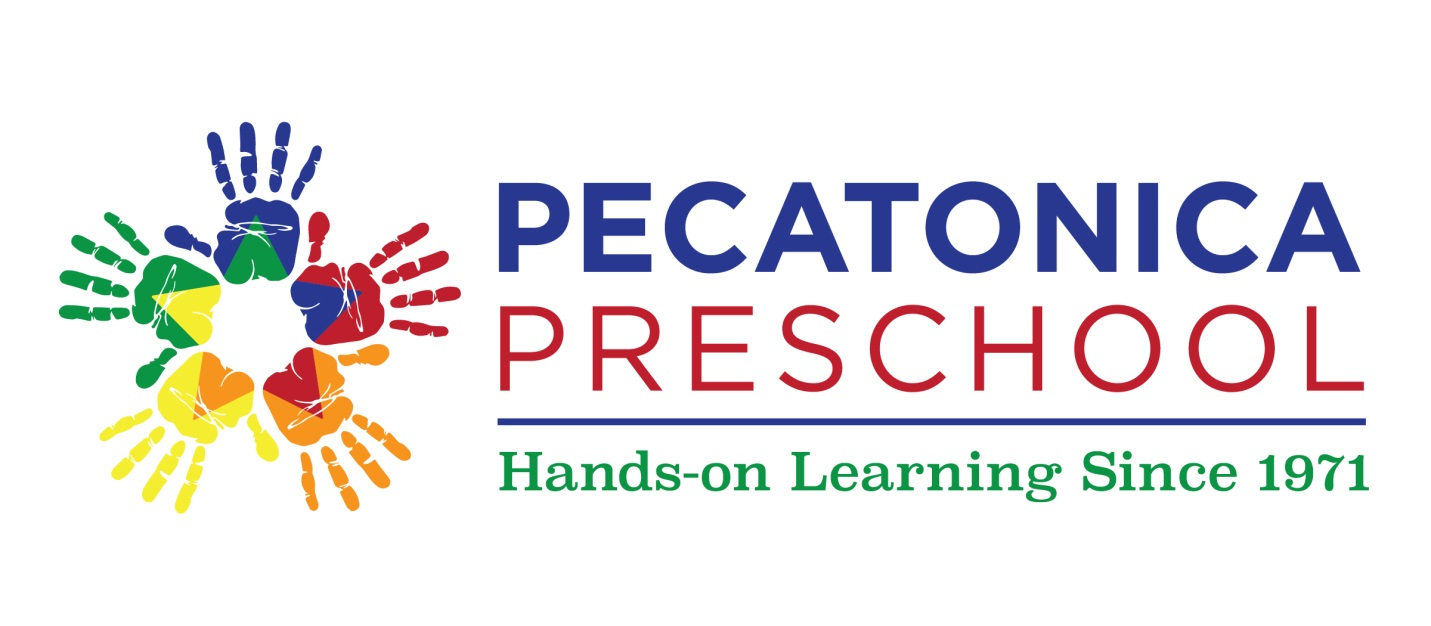 PECATONICA
PRESCHOOL
Hands-on Learning Since 1971